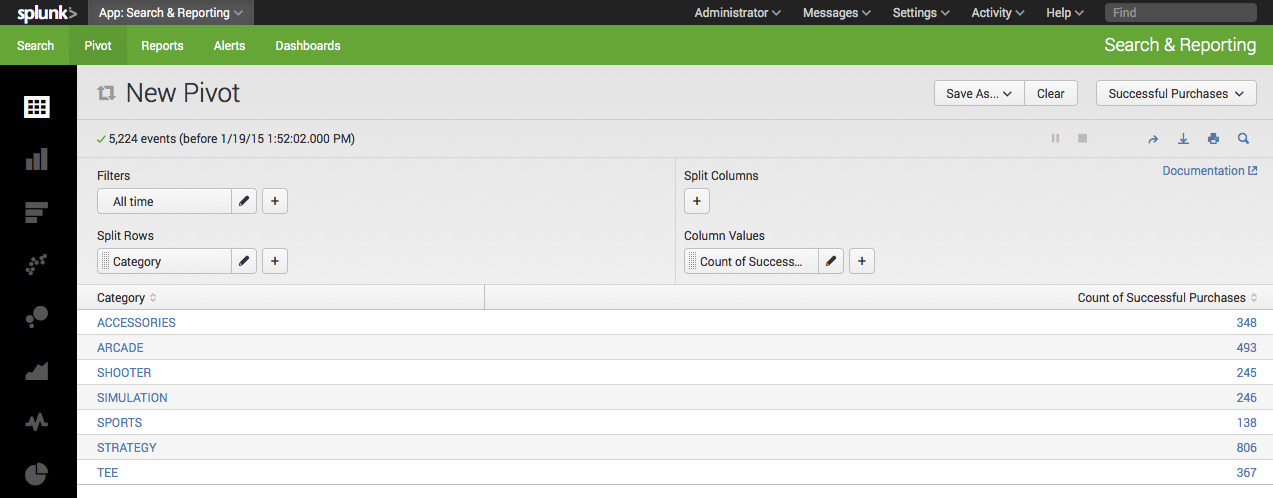 splunk> App: Search & Reporting Administrator Messages Settings Activity Help Find
Search Pivot Reports Alerts Dashboards Search & Reporting
New Pivot Save As... Clear Successful Purchases
5,224 events (before 1/19/15 1:52:02.000 PM)
Documentation
Filters Split Columns
All time + +
Split Rows Column Values
Category + Count of Success... +
Category Count of Successful Purchases
ACCESSORIES 348
ARCADE 493
SHOOTER 245
SIMULATION 246
SPORTS 138
STRATEGY 806
TEE 367